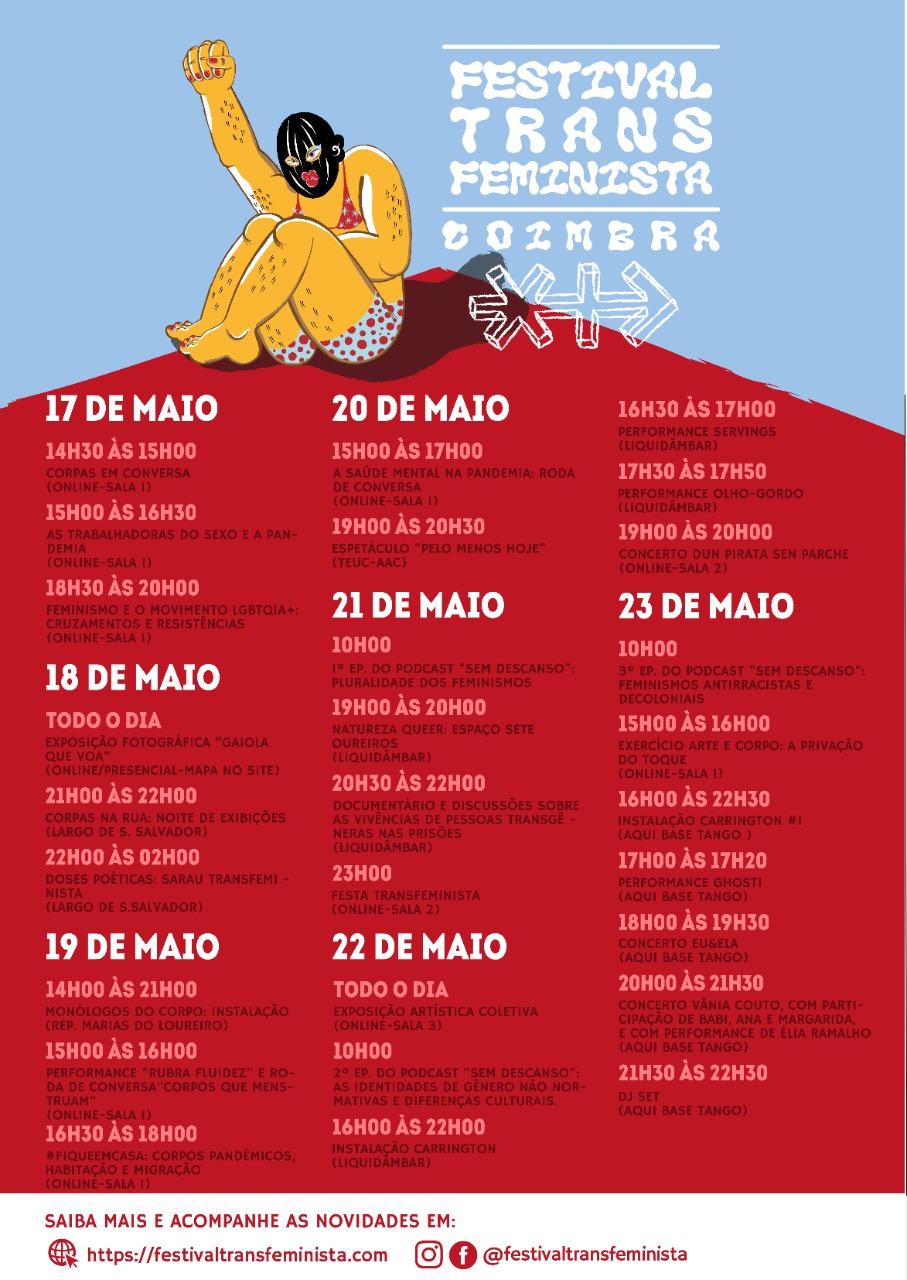 FESTIVAL
TRANS
FEMINISTA
COIMBRA
17 DE MAIO
14H30 ÀS 15H00
CORPAS EM CONVERSA
(ONLINE-SALA 1)
15H00 ÀS 16H30
AS TRABALHADORAS DO SEXO E A PAN-
DEMIA
(ONLINE-SALA 1)
18H30 ÀS 20H00
FEMINISMO E O MOVIMENTO LGBTQIA+:
CRUZAMENTOS E RESISTÊNCIAS
(ONLINE-SALA 1)
18 DE MAIO
TODO O DIA
EXPOSIÇÃO FOTOGRÁFICA "GAIOLA
QUE VOA"
(ONLINE/PRESENCIAL-MAPA NO SITE)
21H00 ÀS 22H00
CORPAS NA RUA: NOITE DE EXIBIÇÕES
(LARGO DE S. SALVADOR)
22H00 ÀS 02H00
DOSES POÉTICAS: SARAU TRANSFEMI -
NISTA
(LARGO DE S.SALVADOR)
19 DE MAIO
14H00 ÀS 21H00
MONÓLOGOS DO CORPO: INSTALAÇÃO
(REP. MARIAS DO LOUREIRO)
15H00 ÀS 16H00
PERFORMANCE "RUBRA FLUIDEZ" E RO-
DA DE CONVERSA"CORPOS QUE MENS-
TRUAM"
(ONLINE-SALA 1)
16H30 ÀS 18H00
#FIQUEEMCASA: CORPOS PANDÊMICOS,
HABITAÇÃO E MIGRAÇÃO
(ONLINE-SALA 1)
20 DE MAIO
15H00 ÀS 17H00
A SAÚDE MENTAL NA PANDEMIA: RODA
DE CONVERSA
(ONLINE-SALA 1)
19H00 ÀS 20H30
ESPETÁCULO "PELO MENOS HOJE"
(TEUC-AAC)
21 DE MAIO
10H00
1º EP. DO PODCAST "SEM DESCANSO":
PLURALIDADE DOS FEMINISMOS
19H00 ÀS 20H00
NATUREZA QUEER: ESPAÇO SETE
OUREIROS
(LIQUIDÂMBAR)
20H30 ÀS 22H00
DOCUMENTÁRIO E DISCUSSÕES SOBRE
AS VIVÊNCIAS DE PESSOAS TRANSGÊ -
NERAS NAS PRISÕES
(LIQUIDÂMBAR)
23H00
FESTA TRANSFEMINISTA
(ONLINE-SALA 2)
22 DE MAIO
TODO O DIA
EXPOSIÇÃO ARTÍSTICA COLETIVA
(ONLINE-SALA 3)
10H00
2º EP. DO PODCAST "SEM DESCANSO":
AS IDENTIDADES DE GÊNERO NÃO NOR-
MATIVAS E DIFERENÇAS CULTURAIS.
16H00 ÀS 22H00
INSTALAÇÃO CARRINGTON
(LIQUIDÂMBAR)
16H30 ÀS 17H00
PERFORMANCE SERVINGS
(LIQUIDÂMBAR)
17H30 ÀS 17H50
PERFORMANCE OLHO-GORDO
(LIQUIDÂMBAR)
19H00 ÀS 20H00
CONCERTO DUN PIRATA SEN PARCHE
(ONLINE-SALA 2)
23 DE MAIO
10H00
3º EP. DO PODCAST "SEM DESCANSO":
FEMINISMOS ANTIRRACISTAS E
DECOLONIAIS
15H00 ÀS 16H00
EXERCÍCIO ARTE E CORPO: A PRIVAÇÃO
DO TOQUE
(ONLINE-SALA 1)
16H00 ÀS 22H30
INSTALAÇÃO CARRINGTON #1
(AQUI BASE TANGO )
17H00 ÀS 17H20
PERFORMANCE GHOST!
(AQUI BASE TANGO)
18H00 ÀS 19H30
CONCERTO EU&ELA
(AQUI BASE TANGO)
20H00 ÀS 21H30
CONCERTO VÂNIA COUTO, COM PARTI-
CIPAÇÃO DE BABI, ANA E MARGARIDA,
E COM PERFORMANCE DE ÉLIA RAMALHO
(AQUI BASE TANGO)
21H30 ÀS 22H30
DJ SET
(AQUI BASE TANGO)
SAIBA MAIS E ACOMPANHE AS NOVIDADES EM:
https://festivaltransfeminista.com
@festivaltransfeminista